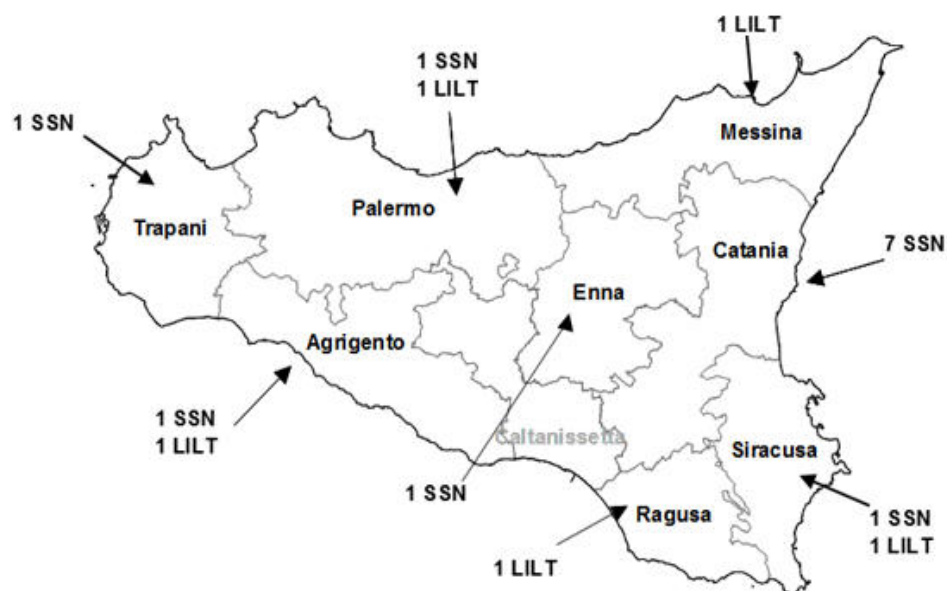 1 LILT
1 SSN
1 LILT
1 SSN
Messina
Palermo
Trapani
Catania
7 SSN
Enna
Agrigento
1 SSN
1 LILT
Caltanissetta
Siracusa
1 SSN
Ragusa
1 SSN
1 LILT
1 LILT